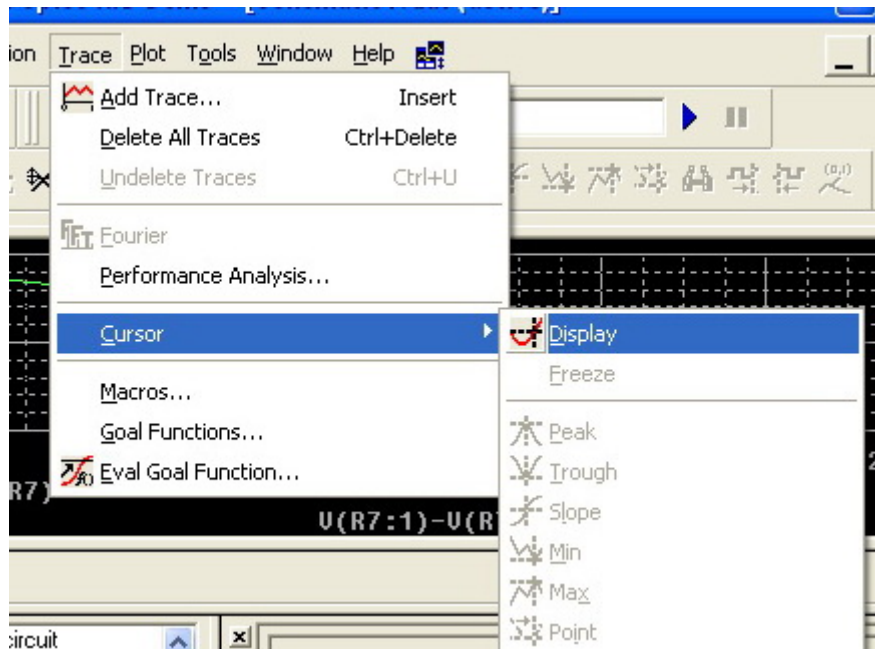 ion Trace Plot Tools Window Help
Add Trace... Insert
Delete All Traces Ctrl+Delete
Undelete Traces Ctrl+U
FFT Fourier
Performance Analysis...
Cursor
Macros...
Goal Functions...
Eval Goal Function...
Display
Freeze
Peak
Trough
Slope
Min
Max
Point
R7)
V(R7:1)-V(R
2
circuit